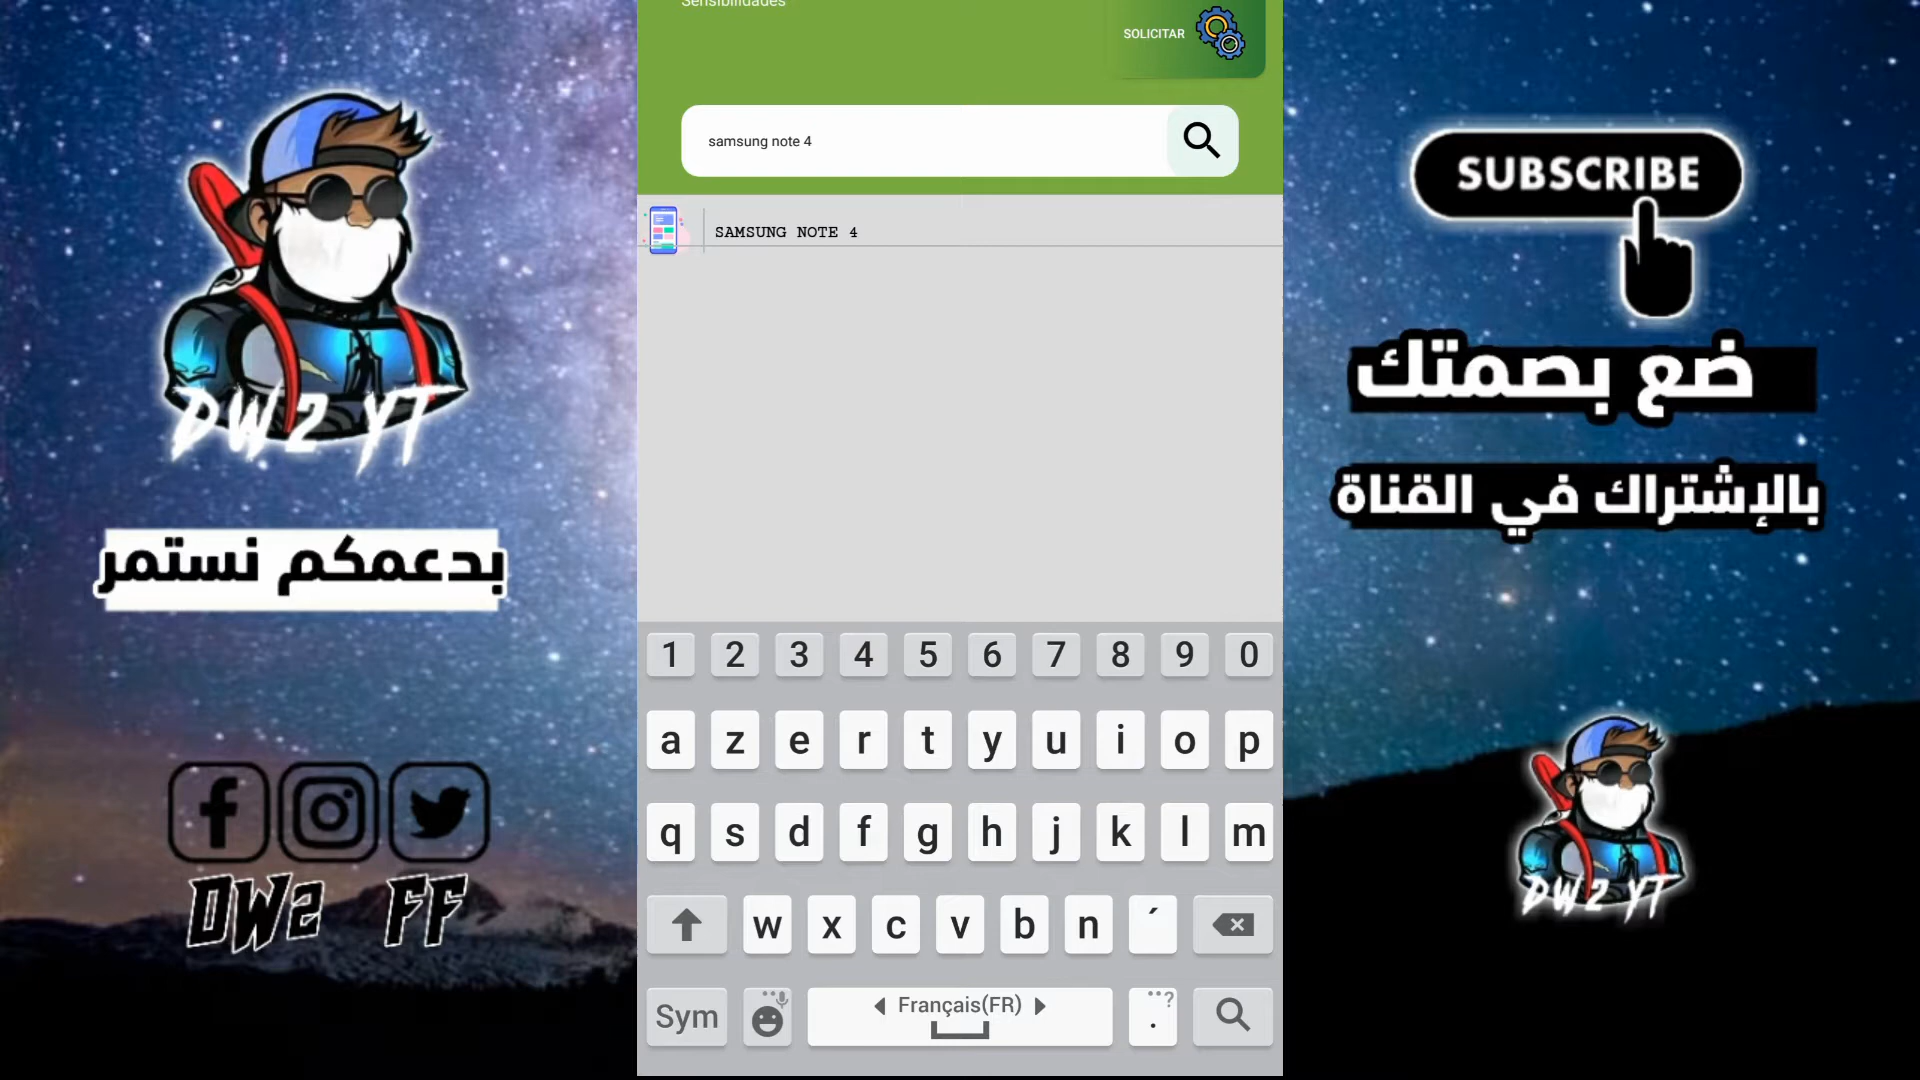 Sensibilidades
SOLICITAR
samsung note 4
SAMSUNG NOTE 4
1 2 3 4 5 6 7 8 9 0
a z e r t y u i o p
q s d f g h j k l m
w x c v b n ´
Sym Français(FR) . ?
DW2 YT
بدعمكم نستمر
DW2 FF
SUBSCRIBE
ضع بصمتك
بالإشتراك في القناة
DW2 YT